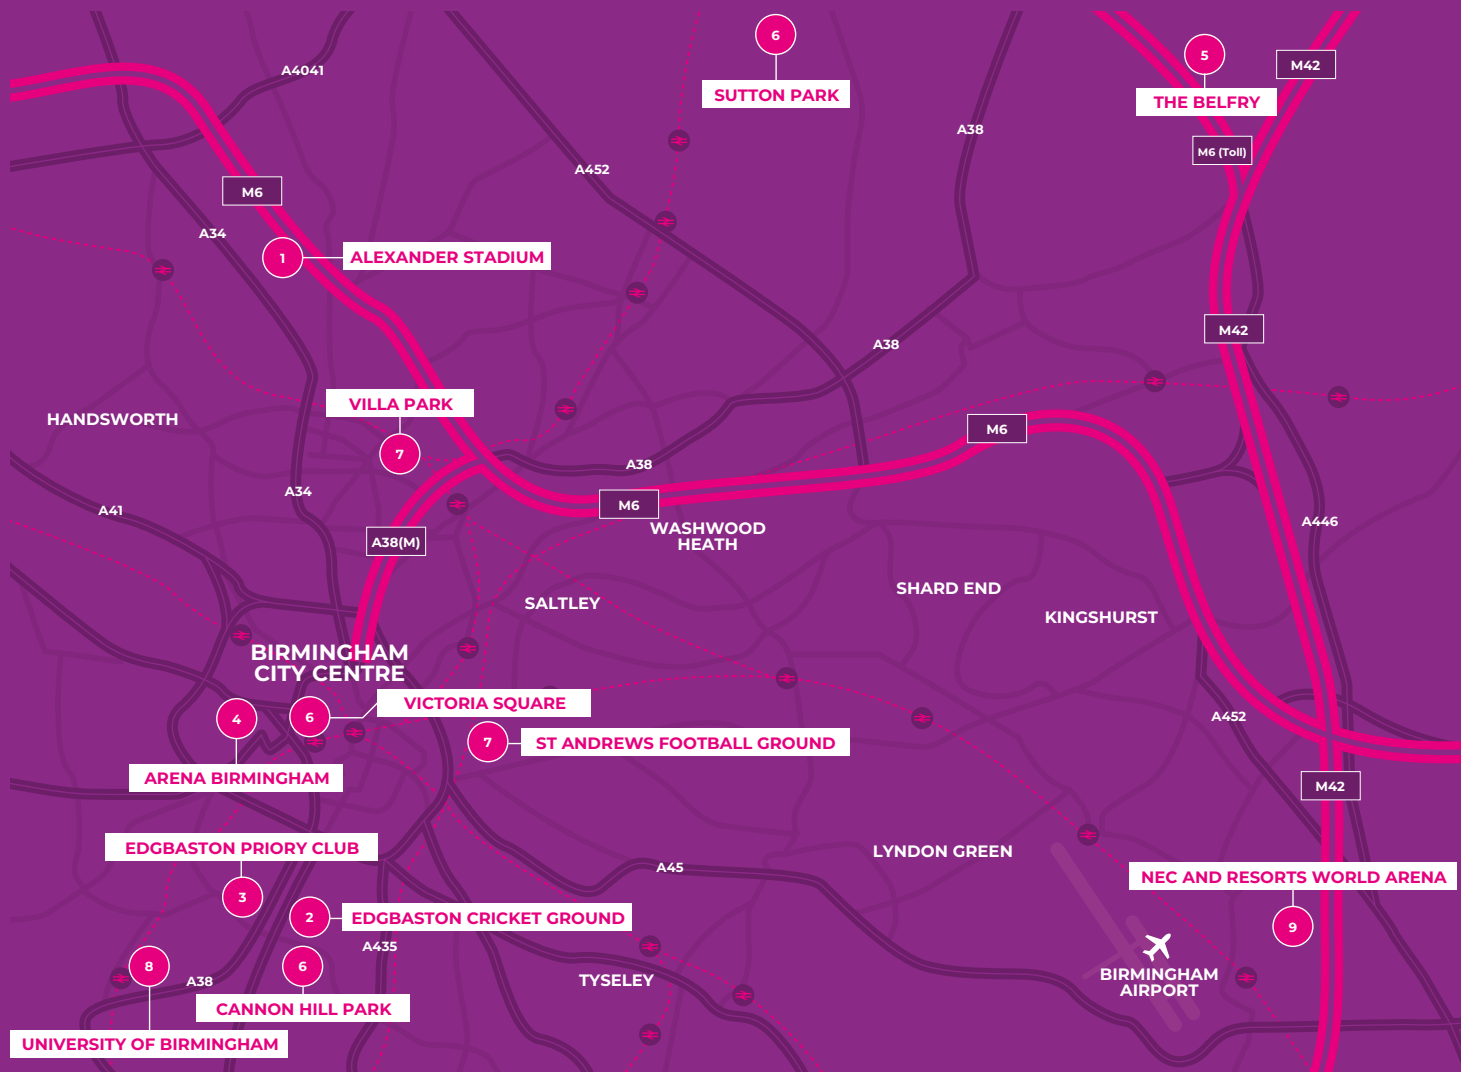 6
SUTTON PARK
5
THE BELFRY
M42
A4041
A38
M6 (Toll)
A452
M6
A34
1
ALEXANDER STADIUM
M42
A38
VILLA PARK
7
HANDSWORTH
M6
A38
A34
M6
A41
A38(M)
WASHWOOD
HEATH
A446
SHARD END
SALTLEY
KINGSHURST
BIRMINGHAM
CITY CENTRE
VICTORIA SQUARE
4
6
A452
7
ST ANDREWS FOOTBALL GROUND
ARENA BIRMINGHAM
M42
EDGBASTON PRIORY CLUB
LYNDON GREEN
A45
NEC AND RESORTS WORLD ARENA
3
2
EDGBASTON CRICKET GROUND
9
A435
8
6
BIRMINGHAM
AIRPORT
A38
TYSELEY
CANNON HILL PARK
UNIVERSITY OF BIRMINGHAM